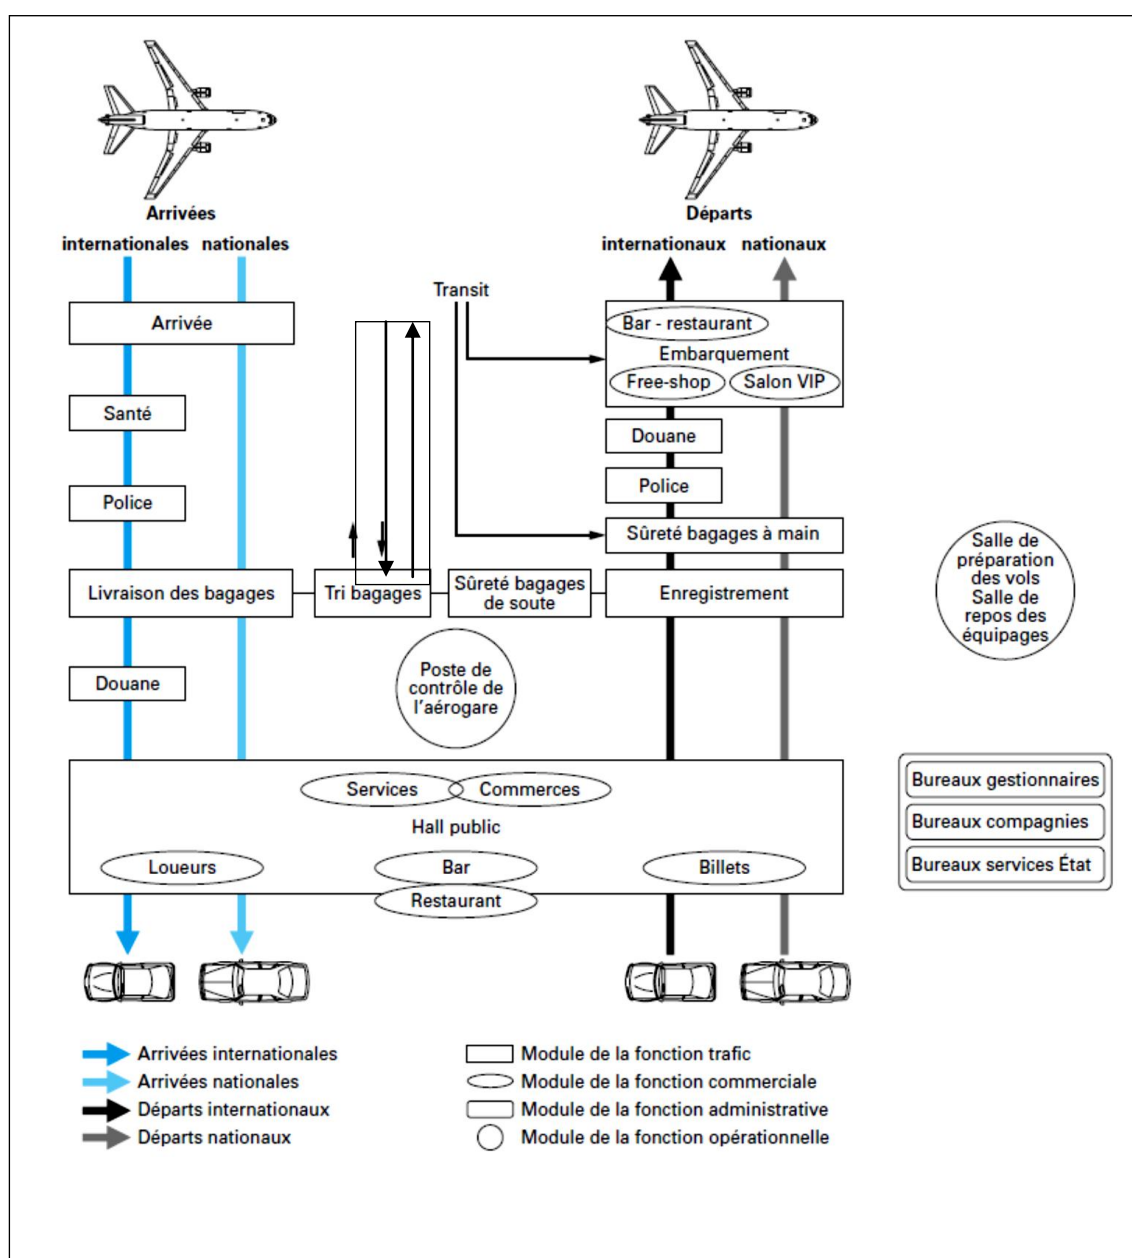 Arrivées
internationales nationales
Départs
internationaux nationaux
Transit
Arrivée
Bar - restaurant
Embarquement
Free-shop
Salon VIP
Santé
Douane
Police
Police
Sûreté bagages à main
Livraison des bagages
Tri bagages
Sûreté bagages
de soute
Enregistrement
Salle de
préparation
des vols
Salle de
repos des
équipages
Douane
Poste de
contrôle de
l'aérogare
Services
Commerces
Hall public
Loueurs
Bar
Billets
Restaurant
Bureaux gestionnaires
Bureaux compagnies
Bureaux services État
Arrivées internationales
Arrivées nationales
Départs internationaux
Départs nationaux
Module de la fonction trafic
Module de la fonction commerciale
Module de la fonction administrative
Module de la fonction opérationnelle